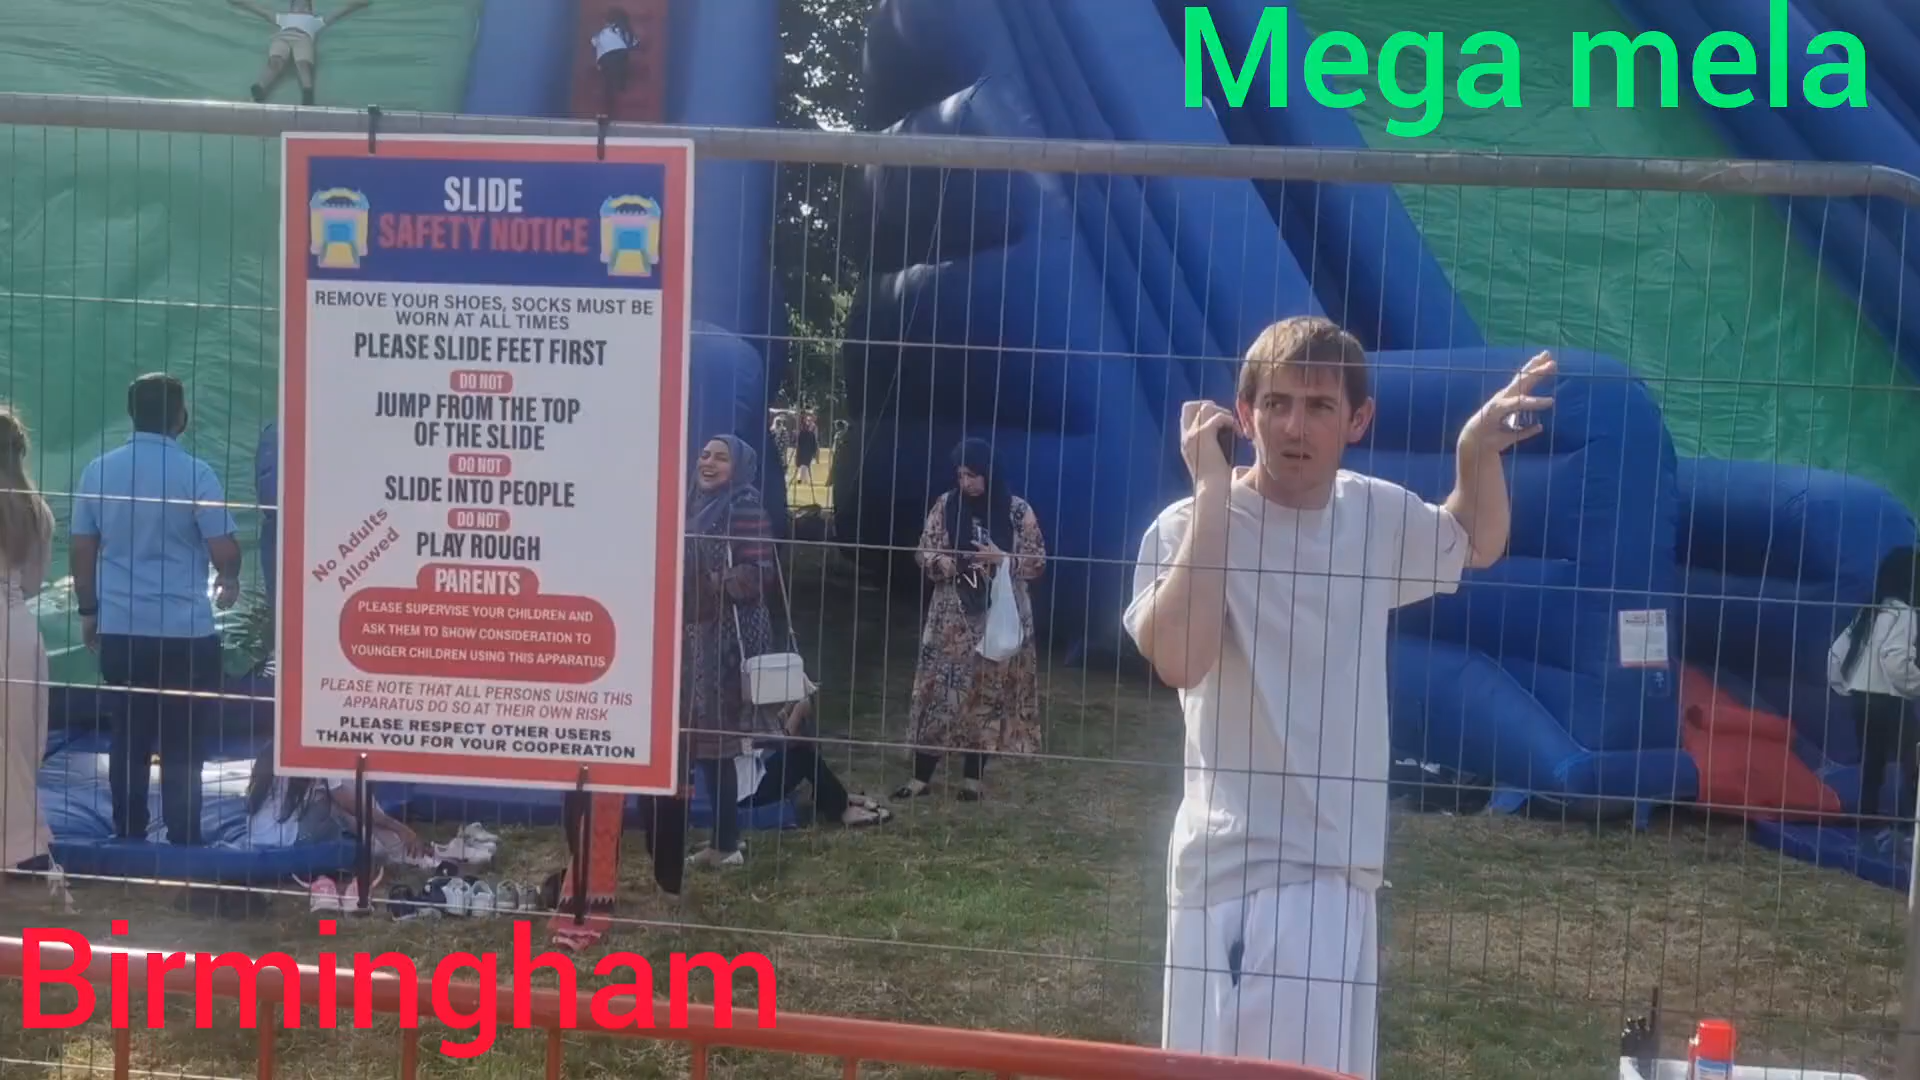 Mega mela
SLIDE
SAFETY NOTICE
REMOVE YOUR SHOES, SOCKS MUST BE
WORN AT ALL TIMES
PLEASE SLIDE FEET FIRST
DO NOT
JUMP FROM THE TOP
OF THE SLIDE
DO NOT
SLIDE INTO PEOPLE
DO NOT
PLAY ROUGH
No Adults
Allowed
PARENTS
PLEASE SUPERVISE YOUR CHILDREN AND
ASK THEM TO SHOW CONSIDERATION TO
YOUNGER CHILDREN USING THIS APPARATUS
PLEASE NOTE THAT ALL PERSONS USING THIS
APPARATUS DO SO AT THEIR OWN RISK
PLEASE RESPECT OTHER USERS
THANK YOU FOR YOUR COOPERATION
Birmingham